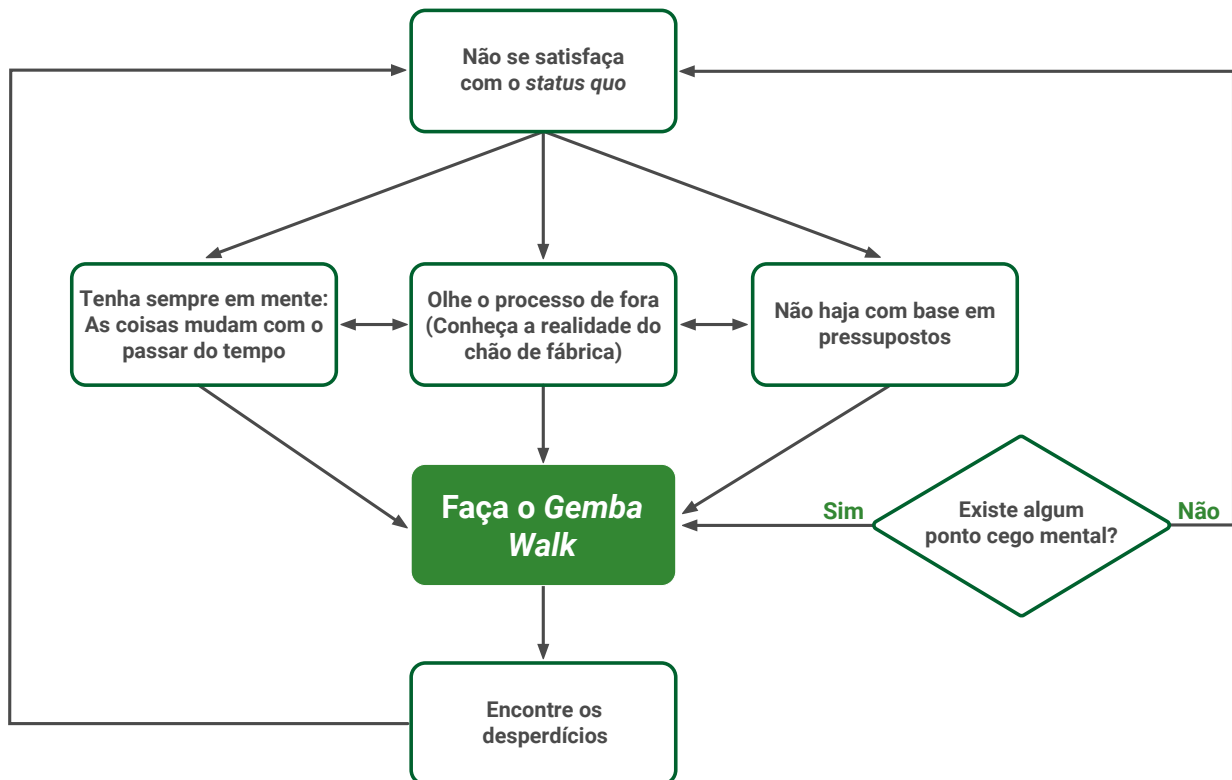 Não se satisfaça
com o status quo
Tenha sempre em mente:
As coisas mudam com o
passar do tempo
Olhe o processo de fora
(Conheça a realidade do
chão de fábrica)
Não haja com base em
pressupostos
Faça o Gemba
Walk
Sim
Existe algum
ponto cego mental?
Não
Encontre os
desperdícios